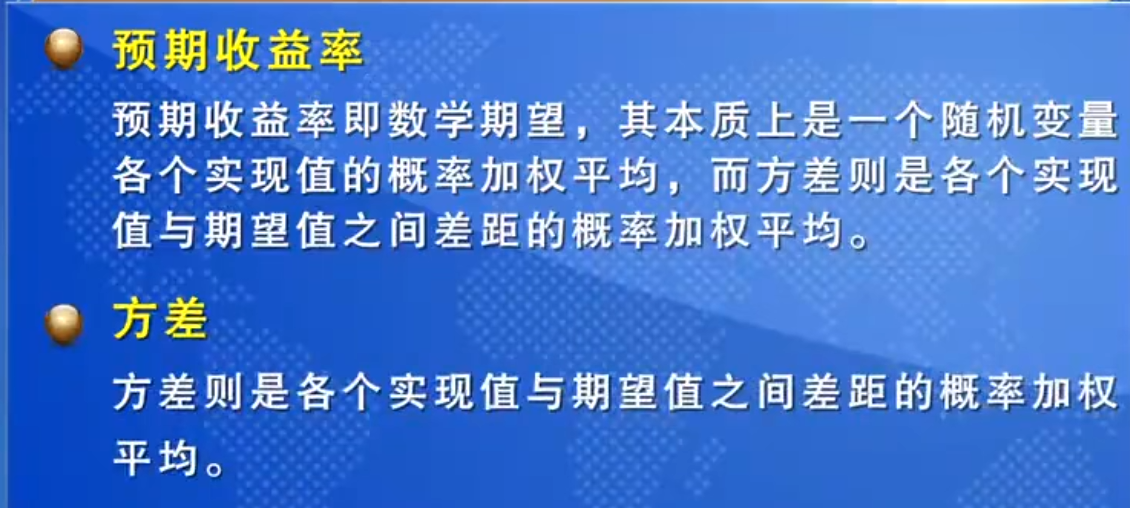 预期收益率
预期收益率即数学期望，其本质上是一个随机变量
各个实现值的概率加权平均，而方差则是各个实现
值与期望值之间差距的概率加权平均。
方差
方差则是各个实现值与期望值之间差距的概率加权
平均。